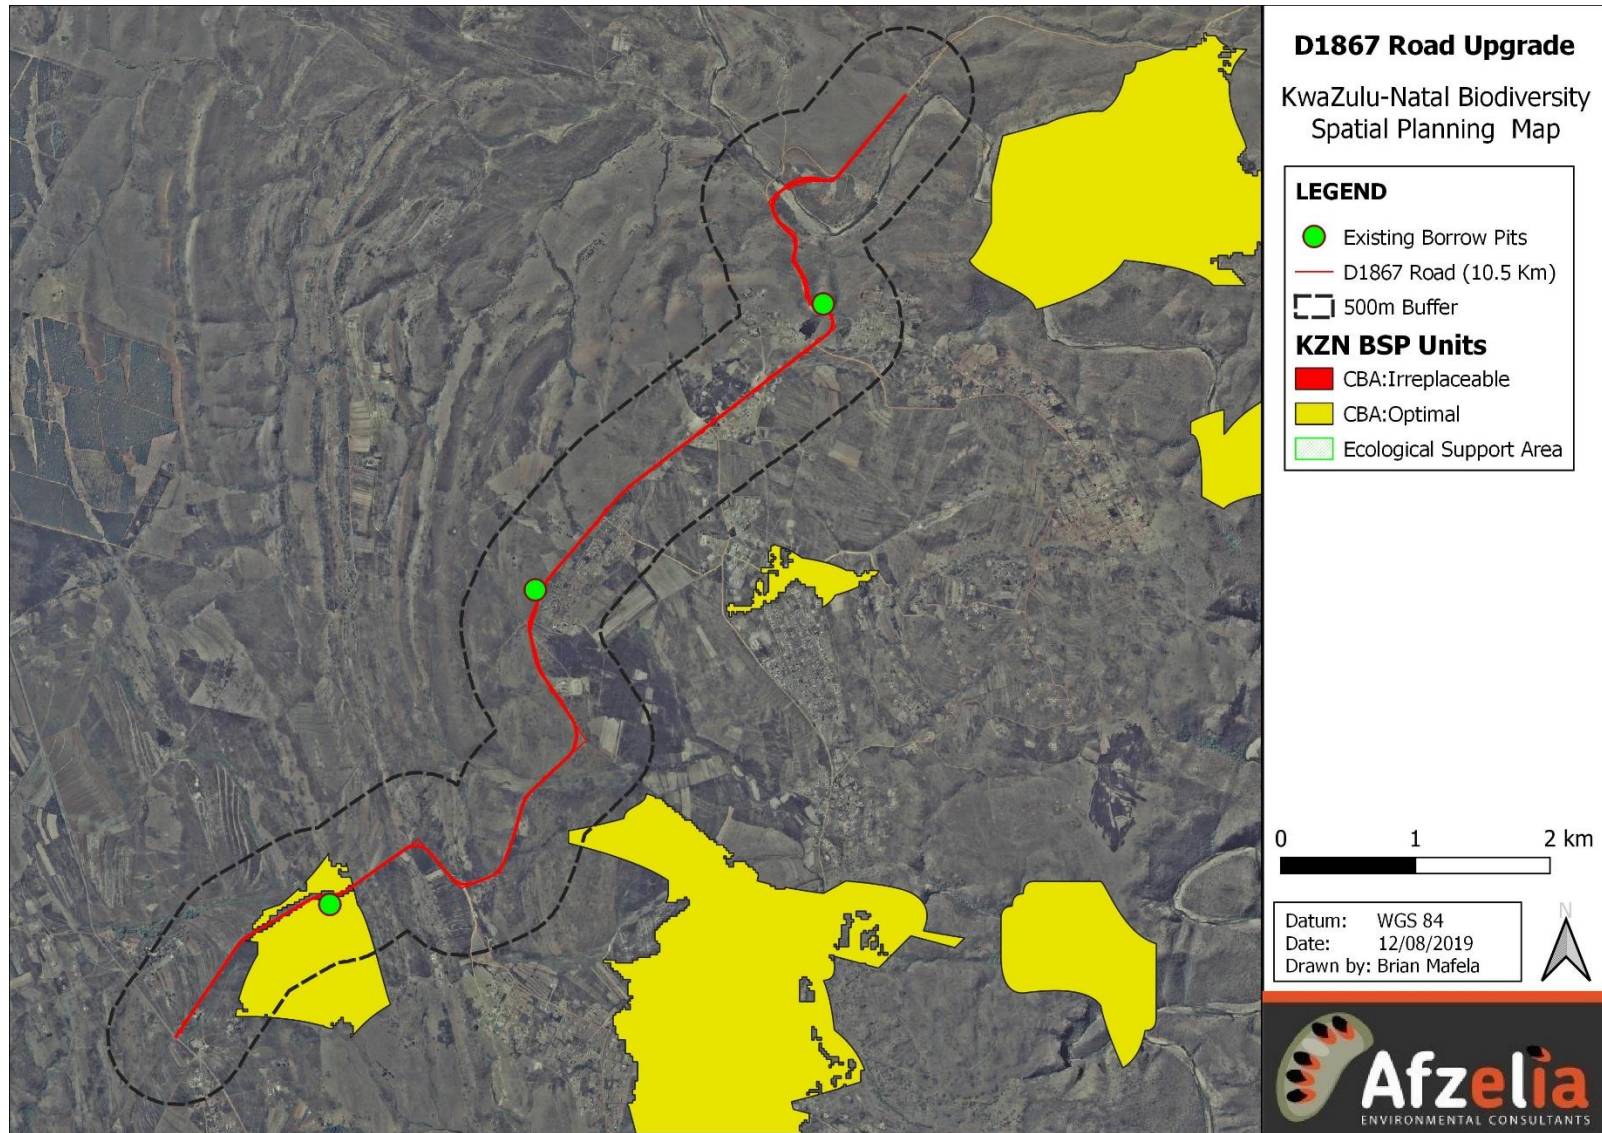 D1867 Road Upgrade
KwaZulu-Natal Biodiversity
Spatial Planning Map
LEGEND
Existing Borrow Pits
D1867 Road (10.5 Km)
500m Buffer
KZN BSP Units
CBA:Irreplaceable
CBA:Optimal
Ecological Support Area
0 1 2 km
Datum: WGS 84
Date: 12/08/2019
Drawn by: Brian Mafela
N
Afzelia
ENVIRONMENTAL CONSULTANTS